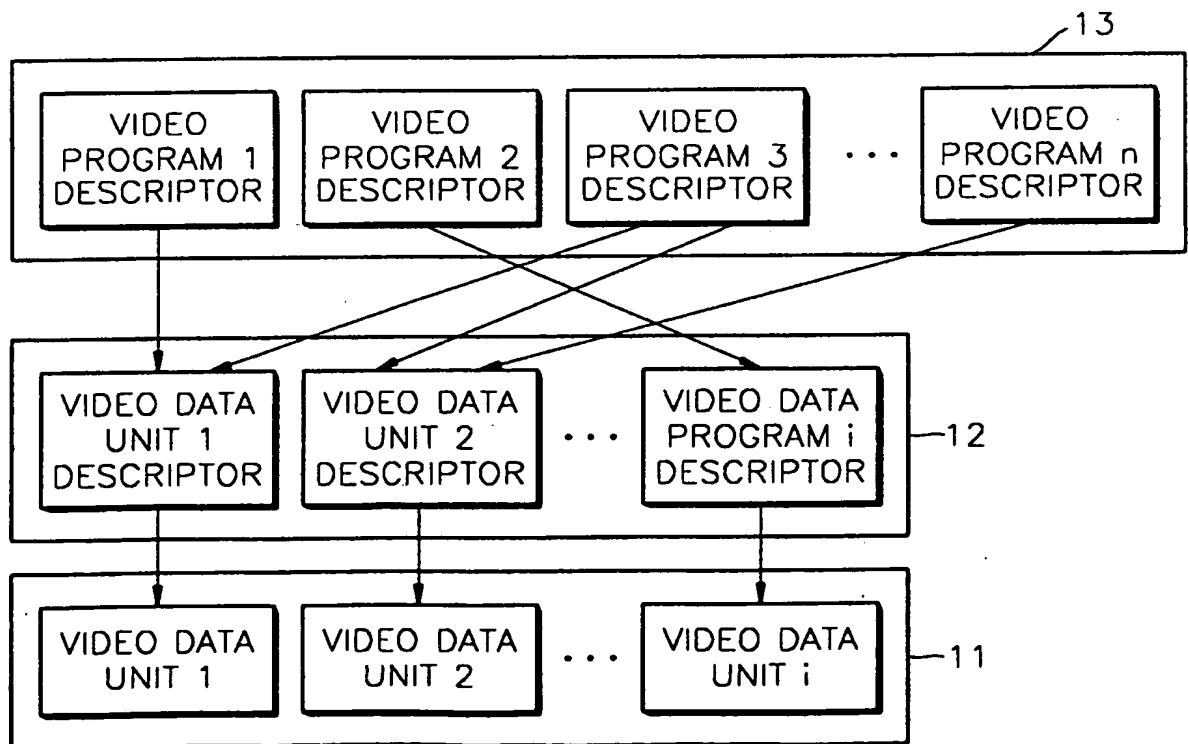 13
VIDEO
PROGRAM 1
DESCRIPTOR
VIDEO
PROGRAM 2
DESCRIPTOR
VIDEO
PROGRAM 3
DESCRIPTOR
...
VIDEO
PROGRAM n
DESCRIPTOR
VIDEO DATA
UNIT 1
DESCRIPTOR
VIDEO DATA
UNIT 2
DESCRIPTOR
...
VIDEO DATA
PROGRAM i
DESCRIPTOR
12
VIDEO DATA
UNIT 1
VIDEO DATA
UNIT 2
...
VIDEO DATA
UNIT i
11